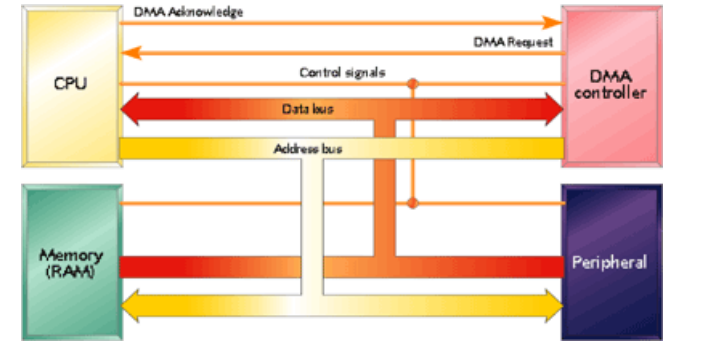 DMA Acknowledge
DMA Request
CPU
Control signals
DMA
controller
Data bus
Address bus
Memory
(RAM)
Peripheral